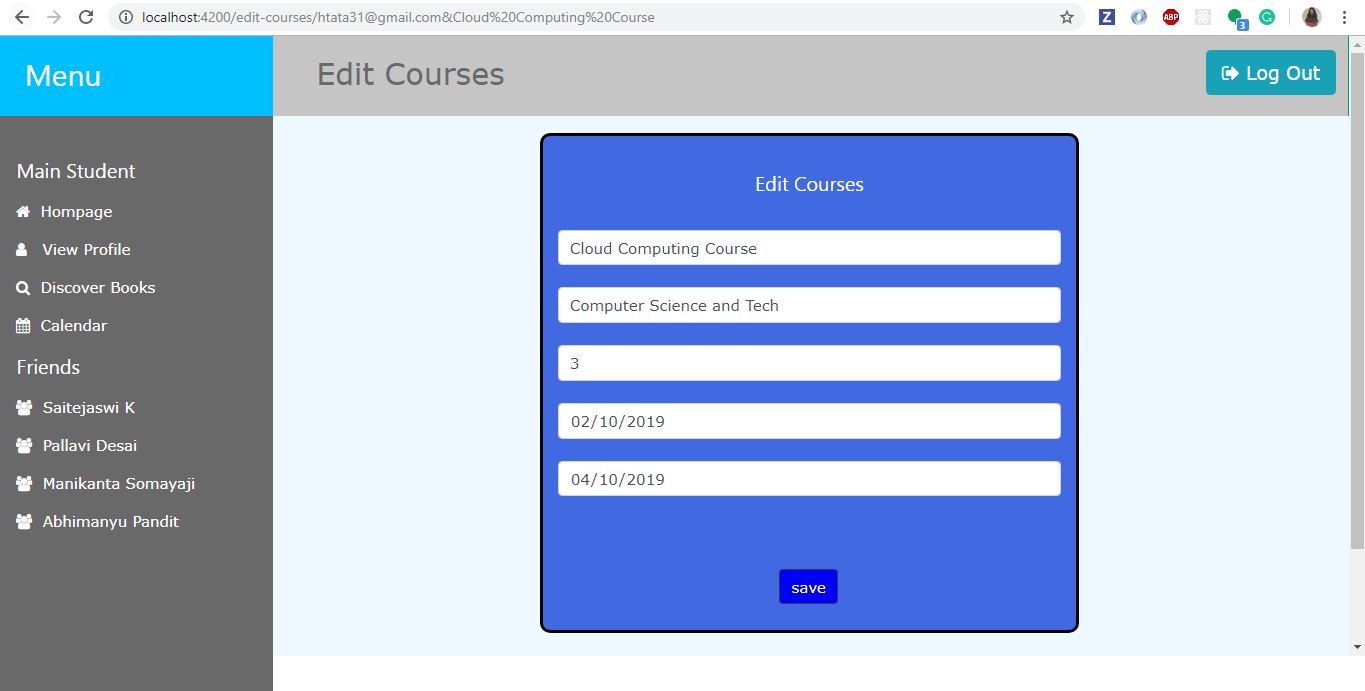 localhost:4200/edit-courses/htata31@gmail.com&Cloud%20Computing%20Course
Z
ABP
3
G
Menu
Edit Courses
Log Out
Main Student
Hompage
View Profile
Discover Books
Calendar
Friends
Saitejaswi K
Pallavi Desai
Manikanta Somayaji
Abhimanyu Pandit
Edit Courses
Cloud Computing Course
Computer Science and Tech
3
02/10/2019
04/10/2019
save